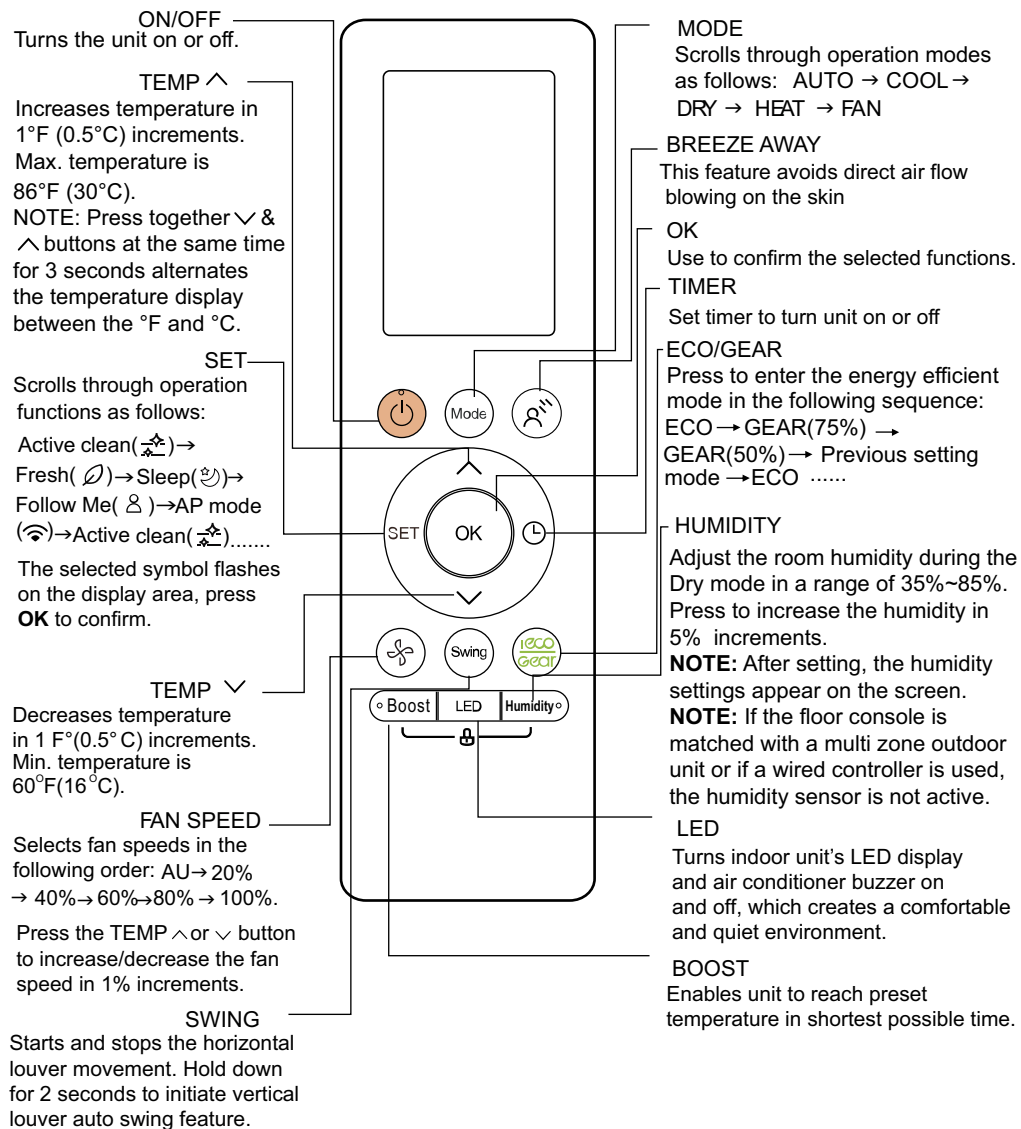 ON/OFF
Turns the unit on or off.
TEMP ∧
Increases temperature in
1°F (0.5°C) increments.
Max. temperature is
86°F (30°C).
NOTE: Press together ∨ &
∧ buttons at the same time
for 3 seconds alternates
the temperature display
between the °F and °C.
SET
Scrolls through operation
functions as follows:
Active clean( )→
Fresh( )→Sleep( )→
Follow Me( )→AP mode
( )→Active clean( ).......
The selected symbol flashes
on the display area, press
OK to confirm.
TEMP ∨
Decreases temperature
in 1 F°(0.5°C) increments.
Min. temperature is
60°F(16°C).
FAN SPEED
Selects fan speeds in the
following order: AU→20%
→ 40%→60%→80%→100%.
Press the TEMP ∧ or ∨ button
to increase/decrease the fan
speed in 1% increments.
SWING
Starts and stops the horizontal
louver movement. Hold down
for 2 seconds to initiate vertical
louver auto swing feature.
Mode
SET
OK
Swing
ieco
Gear
Boost
LED
Humidity
MODE
Scrolls through operation modes
as follows: AUTO → COOL →
DRY → HEAT → FAN
BREEZE AWAY
This feature avoids direct air flow
blowing on the skin
OK
Use to confirm the selected functions.
TIMER
Set timer to turn unit on or off
ECO/GEAR
Press to enter the energy efficient
mode in the following sequence:
ECO → GEAR(75%) →
GEAR(50%) → Previous setting
mode → ECO ······
HUMIDITY
Adjust the room humidity during the
Dry mode in a range of 35%~85%.
Press to increase the humidity in
5% increments.
NOTE: After setting, the humidity
settings appear on the screen.
NOTE: If the floor console is
matched with a multi zone outdoor
unit or if a wired controller is used,
the humidity sensor is not active.
LED
Turns indoor unit's LED display
and air conditioner buzzer on
and off, which creates a comfortable
and quiet environment.
BOOST
Enables unit to reach preset
temperature in shortest possible time.